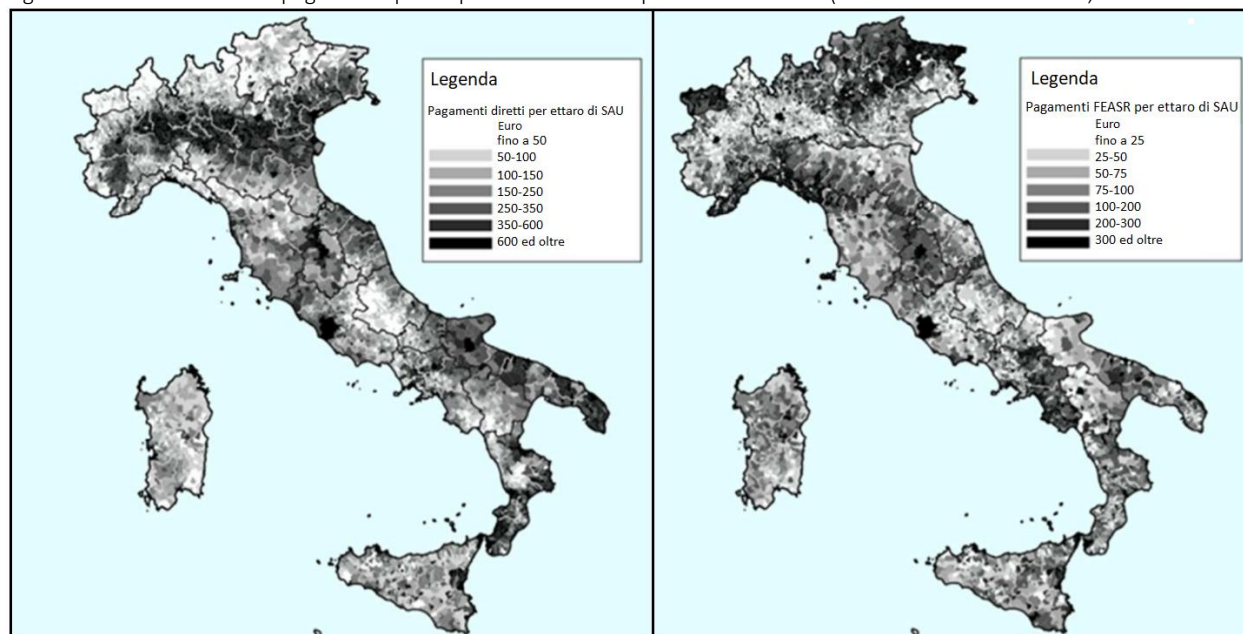 Legenda
Pagamenti diretti per ettaro di SAU
Euro
fino a 50
50-100
100-150
150-250
250-350
350-600
600 ed oltre
Legenda
Pagamenti FEASR per ettaro di SAU
Euro
fino a 25
25-50
50-75
75-100
100-200
200-300
300 ed oltre